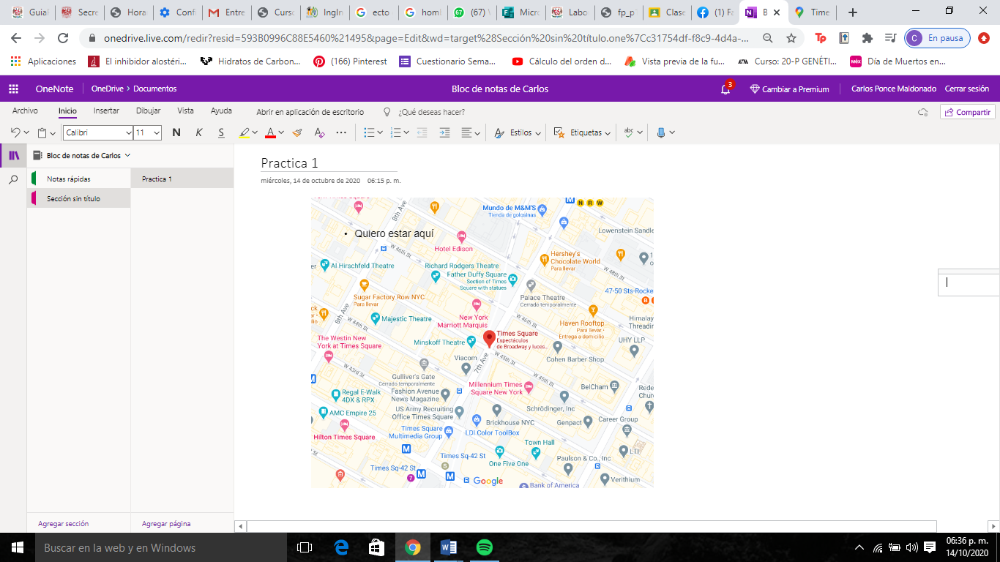 Guial
Secre
Hora
Confi
Entre
Curso
IngIn
ecto
homl
(67) \
Micro
Labo
fp_p
Clase
(1) Fa
B
Time
onedrive.live.com/redir?resid=593B0996C88E5460%21495&page=Edit&wd=target%28Sección%20sin%20título.one%7Cc31754df-f8c9-4d4a-...
En pausa
Aplicaciones
El inhibidor alostéri...
Hidratos de Carbon...
(166) Pinterest
Cuestionario Sema...
Cálculo del orden d...
Vista previa de la fu...
Curso: 20-P GENÉTI...
Día de Muertos en...
OneNote
OneDrive > Documentos
Bloc de notas de Carlos
3
Cambiar a Premium
Carlos Ponce Maldonado
Cerrar sesión
Archivo
Inicio
Insertar
Dibujar
Vista
Ayuda
Abrir en aplicación de escritorio
¿Qué deseas hacer?
Compartir
Calibri
11
N
K
S
Estilos
Etiquetas
abc
Bloc de notas de Carlos
Notas rápidas
Sección sin título
Practica 1
Practica 1
miércoles, 14 de octubre de 2020 06:15 p. m.
• Quiero estar aquí
8th Ave
Mundo de M&M'S
Tienda de golosinas
N R W
Lowenstein Sandle
W 46th St
Hotel Edison
Hershey's
Chocolate World
Para llevar
W 48th St
Al Hirschfeld Theatre
Richard Rodgers Theatre
Father Duffy Square
Section of Times
Square with statues
47-50 Sts-Rocke
B
Sugar Factory Row NYC
Para llevar
Palace Theatre
Cerrado temporalmente
8th Ave
W 44th St
Majestic Theatre
New York
Marriott Marquis
W 46th St
Haven Rooftop
Para llevar ·
Entrega a domicilio
Himalay
Threadin
The Westin New
York at Times Square
Minskoff Theatre
Times Square
Espectáculos
de Broadway y luces...
UHY LLP
Viacom
7th Ave
W 45th St
Cohen Barber Shop
W 43rd St
Gulliver's Gate
Cerrado temporalmente
Millennium Times
Square New York
W 45th St
BelCham
Rede
Churc
Regal E-Walk
4DX & RPX
Fashion Avenue
News Magazine
Schrödinger, Inc
AMC Empire 25
US Army Recruiting
Office Times Square
Brickhouse NYC
Genpact
Career Group
Hilton Times Square
Times Square
Multimedia Group
LDI Color ToolBox
Town Hall
LTI
Times Sq-42 St
Times Sq-42 St
S
One Five One
Paulson & Co., Inc
7
Google
Bank of America
Verithium
Agregar sección
Agregar página
Buscar en la web y en Windows
06:36 p. m.
14/10/2020